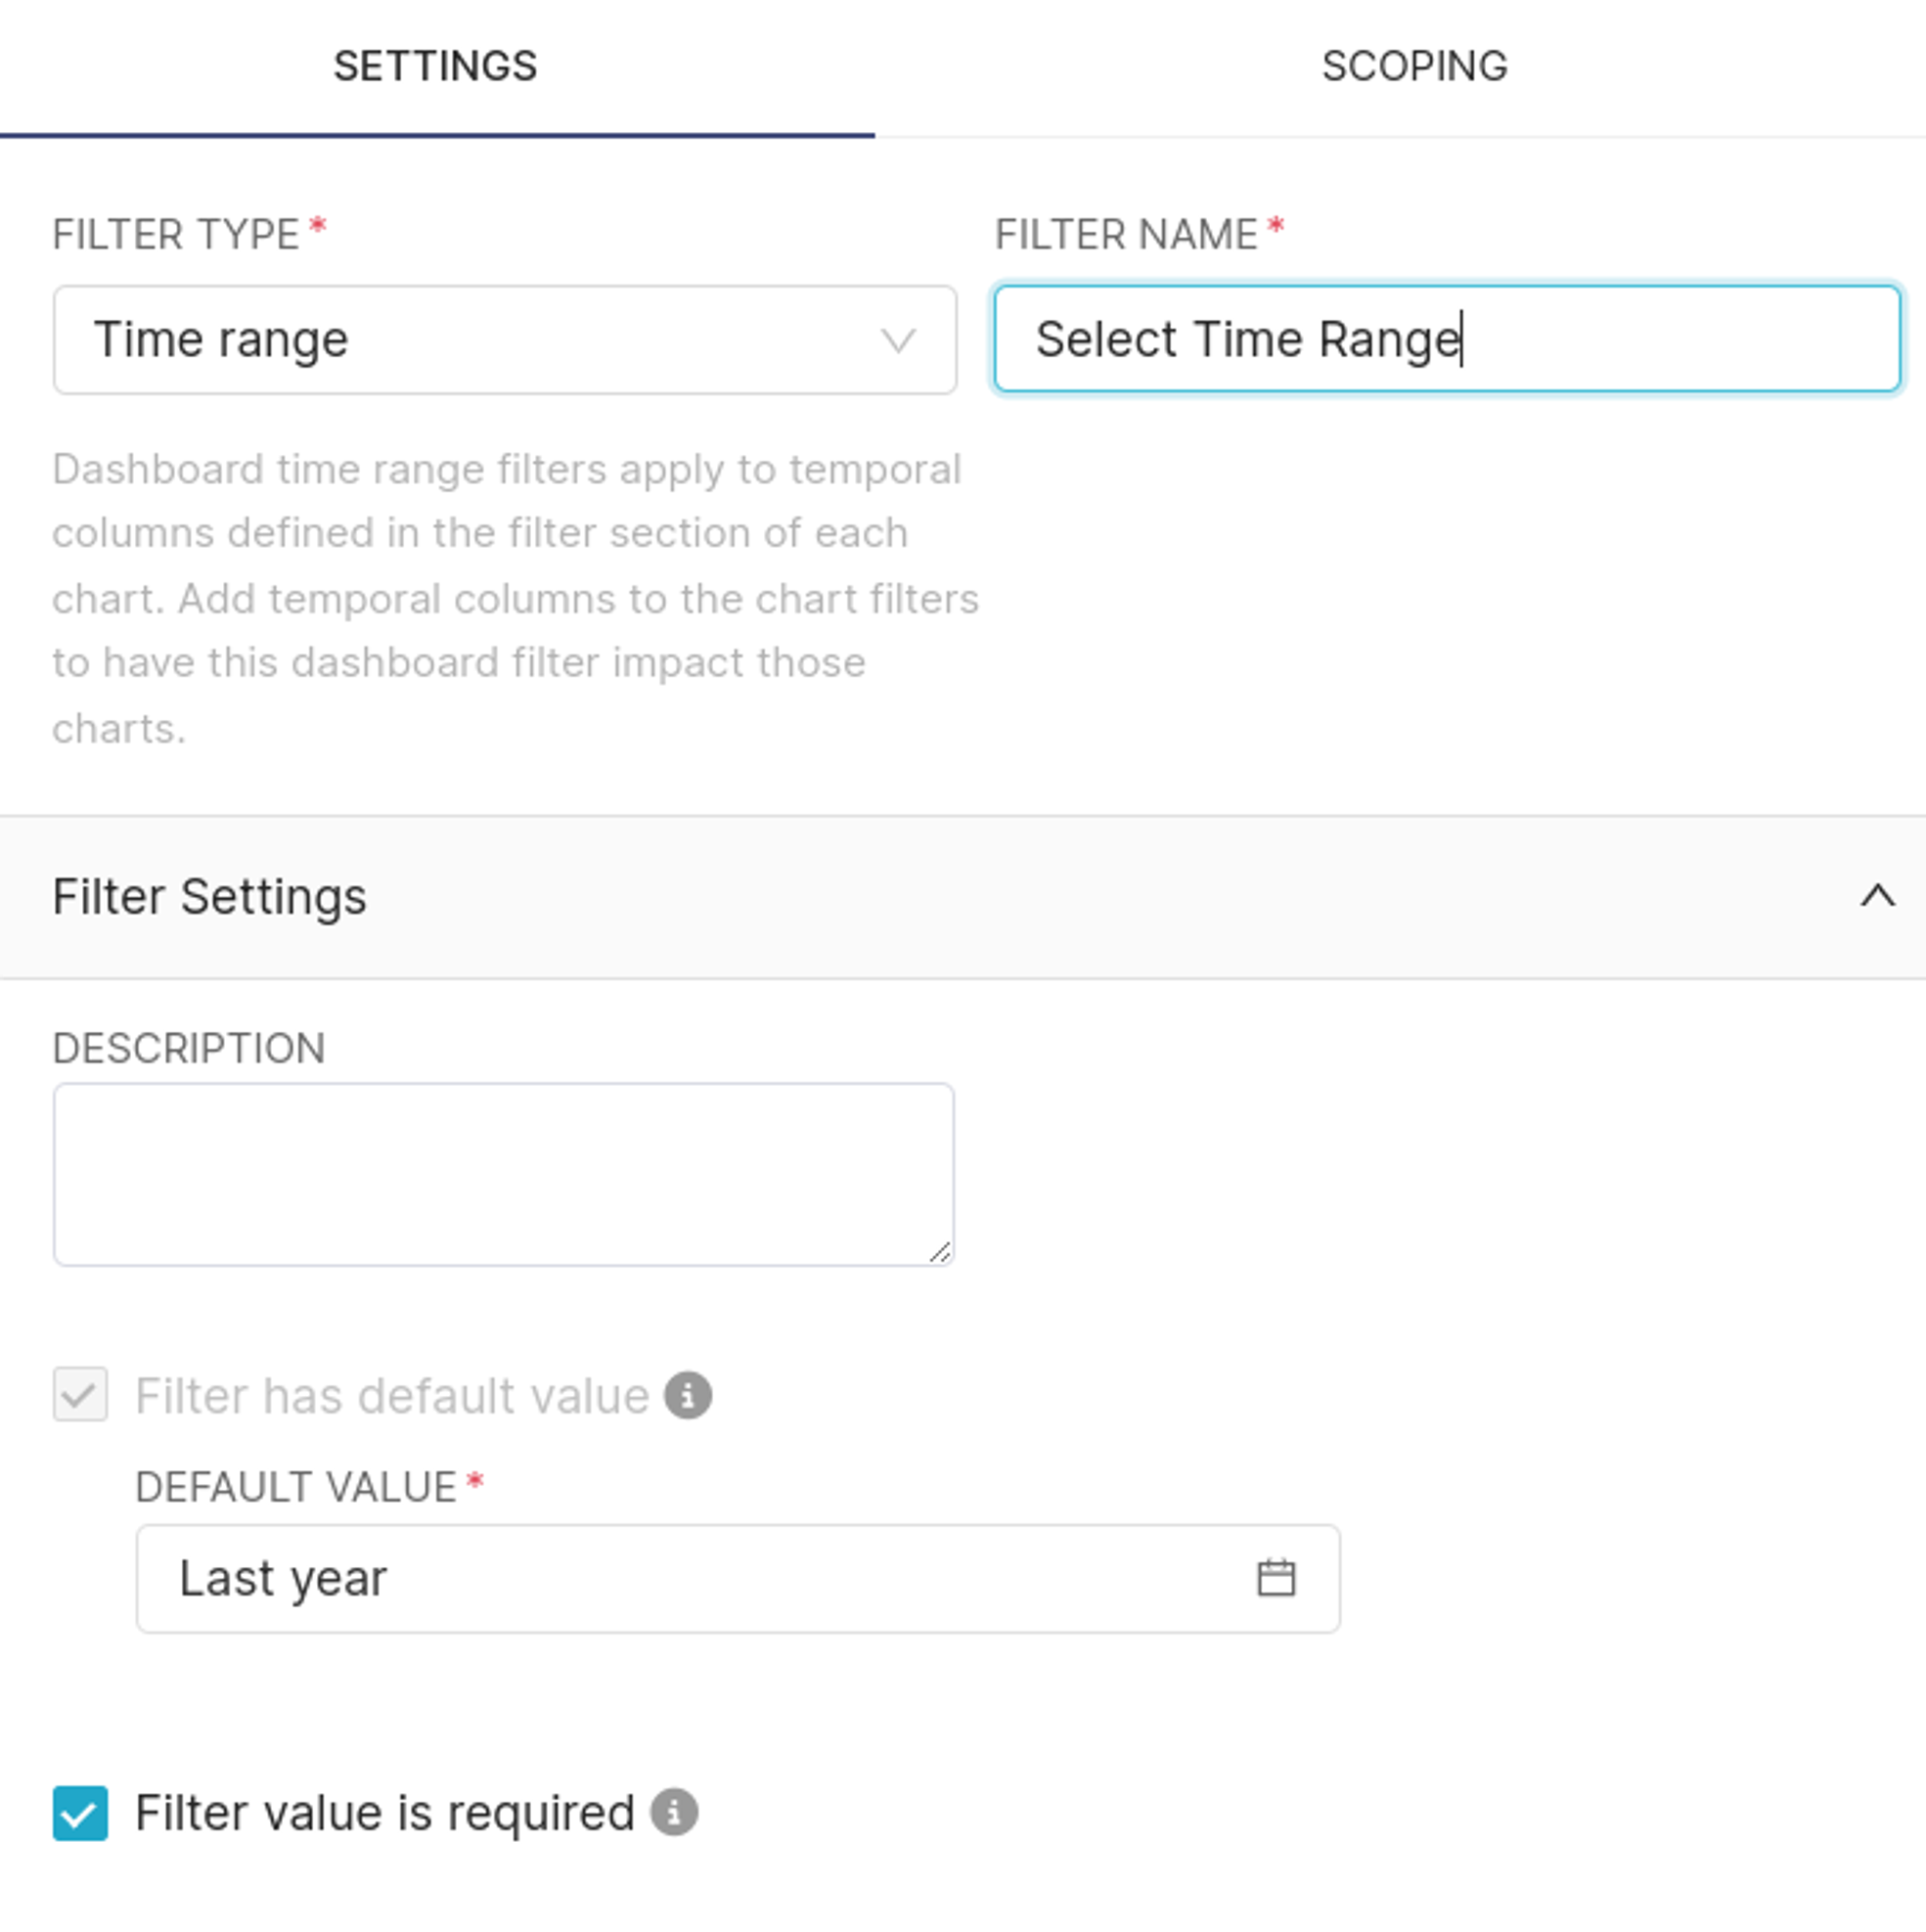 SETTINGS
SCOPING
FILTER TYPE *
FILTER NAME *
Time range
Select Time Range
Dashboard time range filters apply to temporal
columns defined in the filter section of each
chart. Add temporal columns to the chart filters
to have this dashboard filter impact those
charts.
Filter Settings
DESCRIPTION
Filter has default value
DEFAULT VALUE *
Last year
Filter value is required